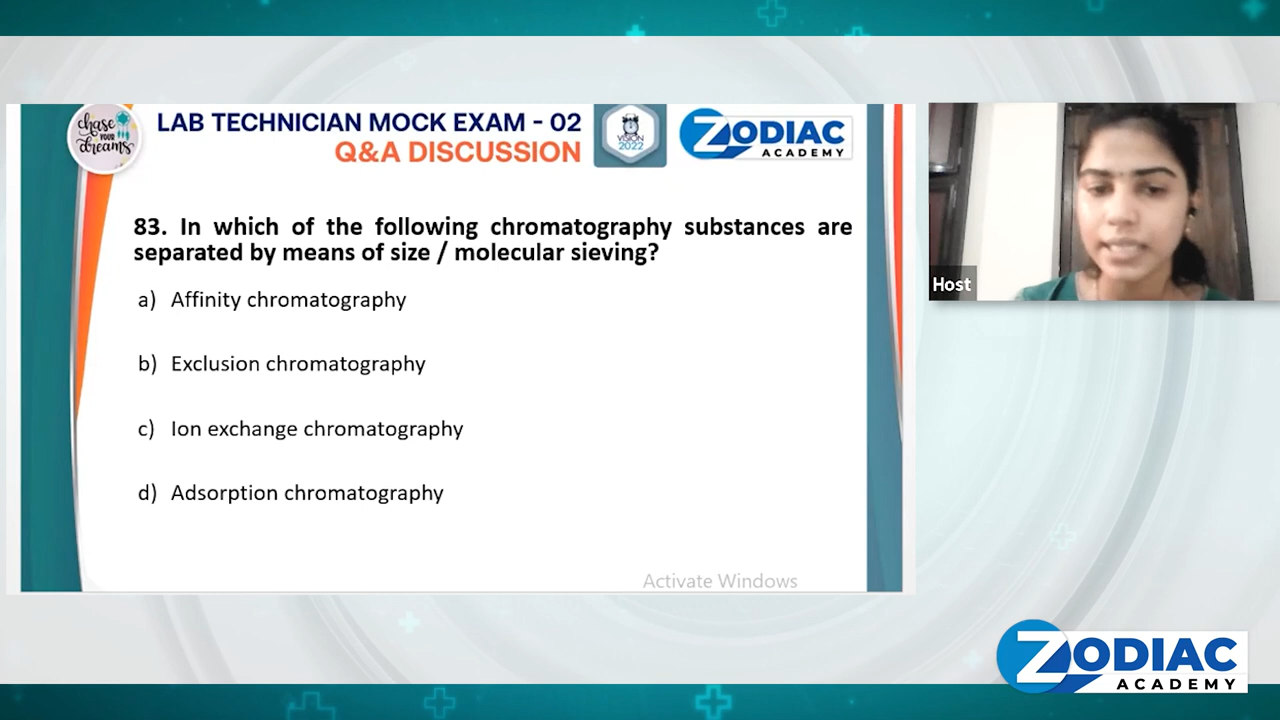 chase
YOUR
dreams
LAB TECHNICIAN MOCK EXAM - 02
Q&A DISCUSSION
VISION
2022
ZODIAC
ACADEMY
83. In which of the following chromatography substances are
separated by means of size / molecular sieving?
a) Affinity chromatography
b) Exclusion chromatography
c) Ion exchange chromatography
d) Adsorption chromatography
Activate Windows
Host
ZODIAC
ACADEMY